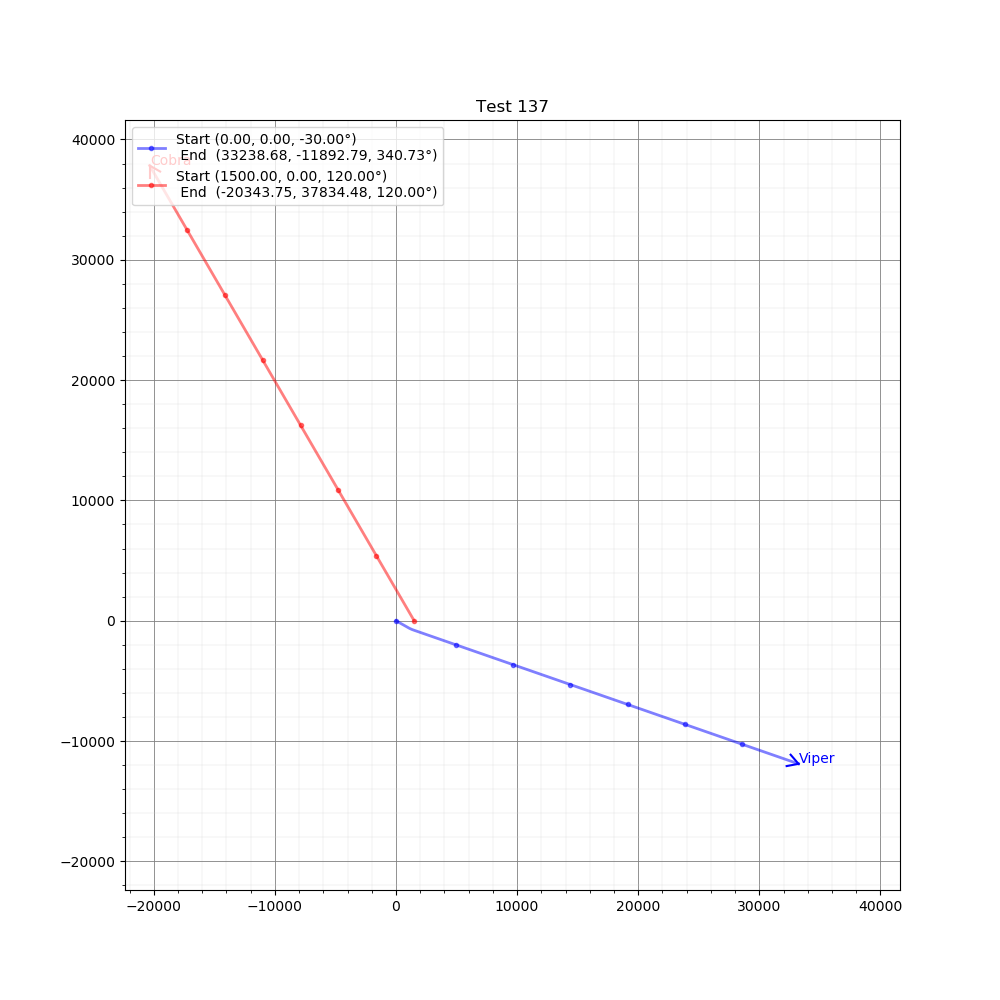 Test 137
Start (0.00, 0.00, -30.00°)
End (33238.68, -11892.79, 340.73°)
Start (1500.00, 0.00, 120.00°)
End (-20343.75, 37834.48, 120.00°)
Cobra
Viper
40000
30000
20000
10000
0
−10000
−20000
−20000 −10000 0 10000 20000 30000 40000